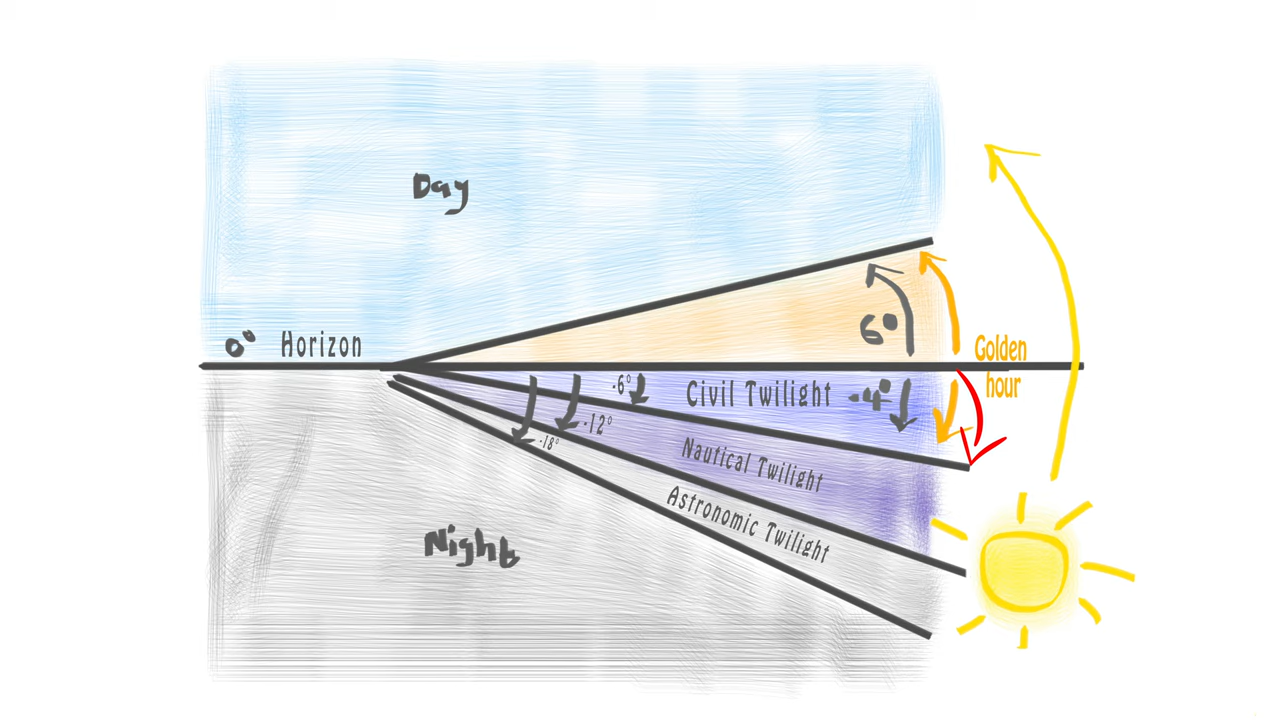 Day
6°
0° Horizon
Golden
hour
-6°
Civil Twilight
-4°
-12°
-18°
Nautical Twilight
Astronomic Twilight
Night